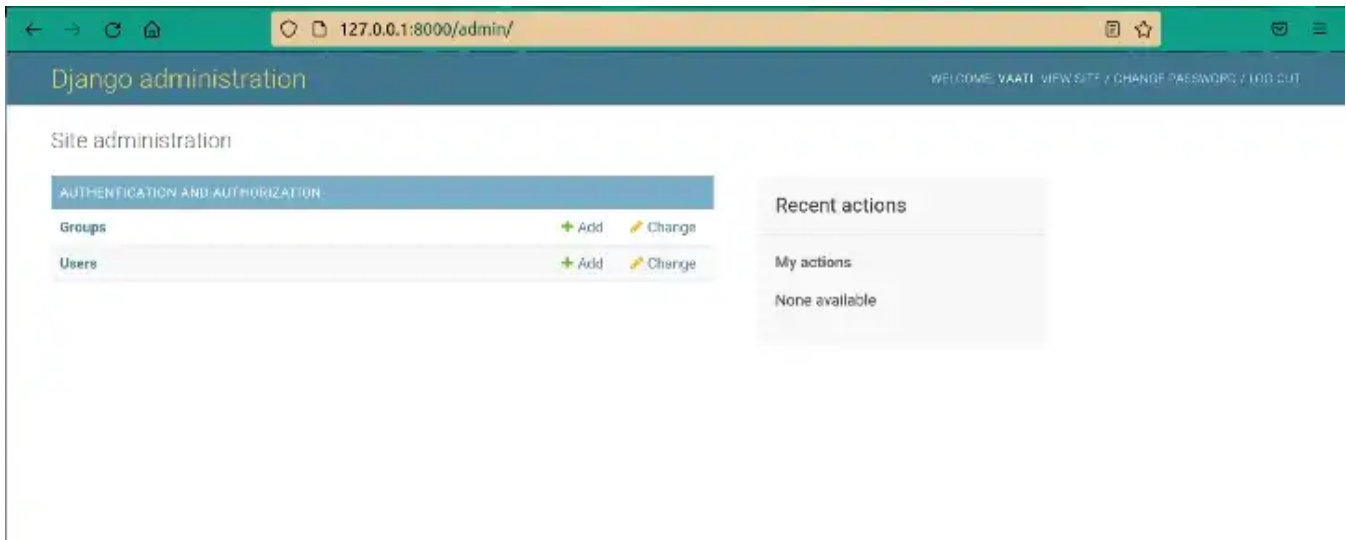 127.0.0.1:8000/admin/
Django administration
WELCOME, VAATI. VIEW SITE / CHANGE PASSWORD / LOG OUT
Site administration
AUTHENTICATION AND AUTHORIZATION
Groups + Add Change
Users + Add Change
Recent actions
My actions
None available